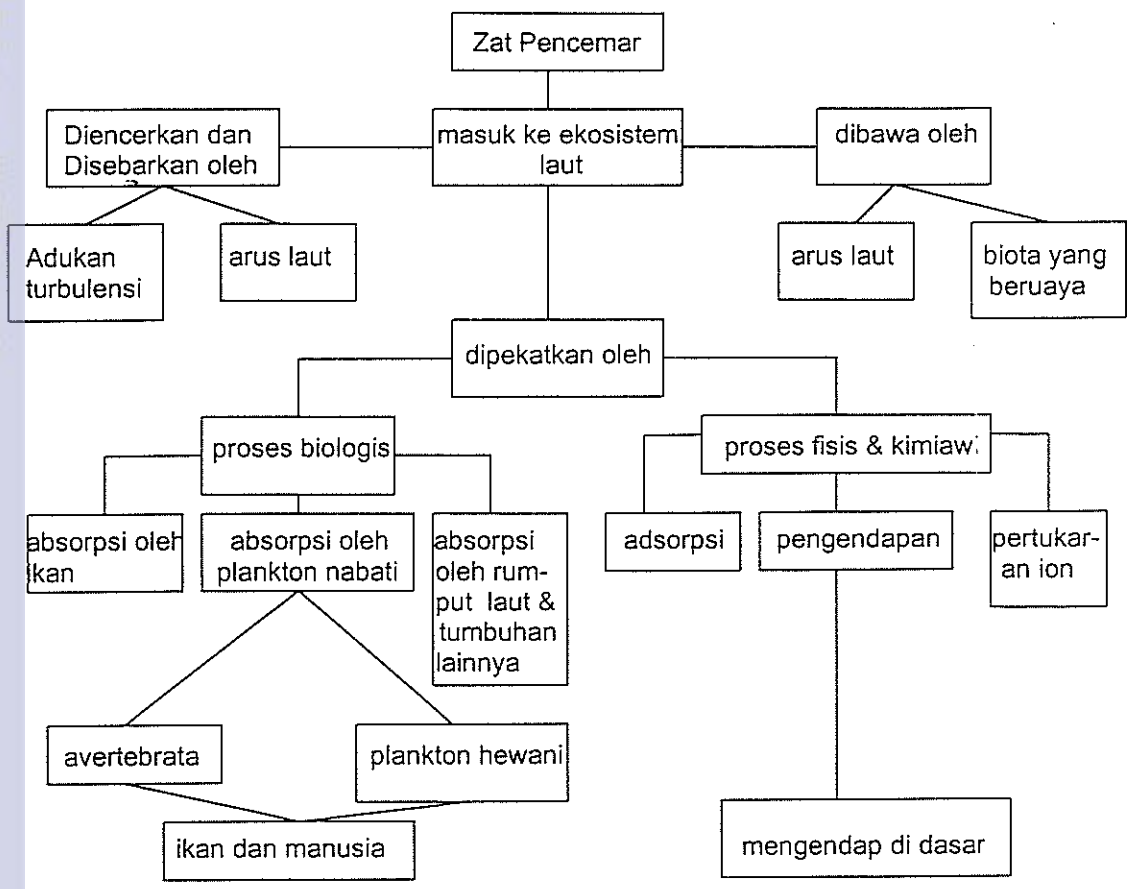 Zat Pencemar
Diencerkan dan
Disebarkan oleh
masuk ke ekosistem
laut
dibawa oleh
Adukan
turbulensi
arus laut
arus laut
biota yang
beruaya
dipekatkan oleh
proses biologis
proses fisis & kimiawi
absorpsi oleh
ikan
absorpsi oleh
plankton nabati
absorpsi
oleh rum-
put laut &
tumbuhan
lainnya
adsorpsi
pengendapan
pertukar-
an ion
avertebrata
plankton hewani
ikan dan manusia
mengendap di dasar